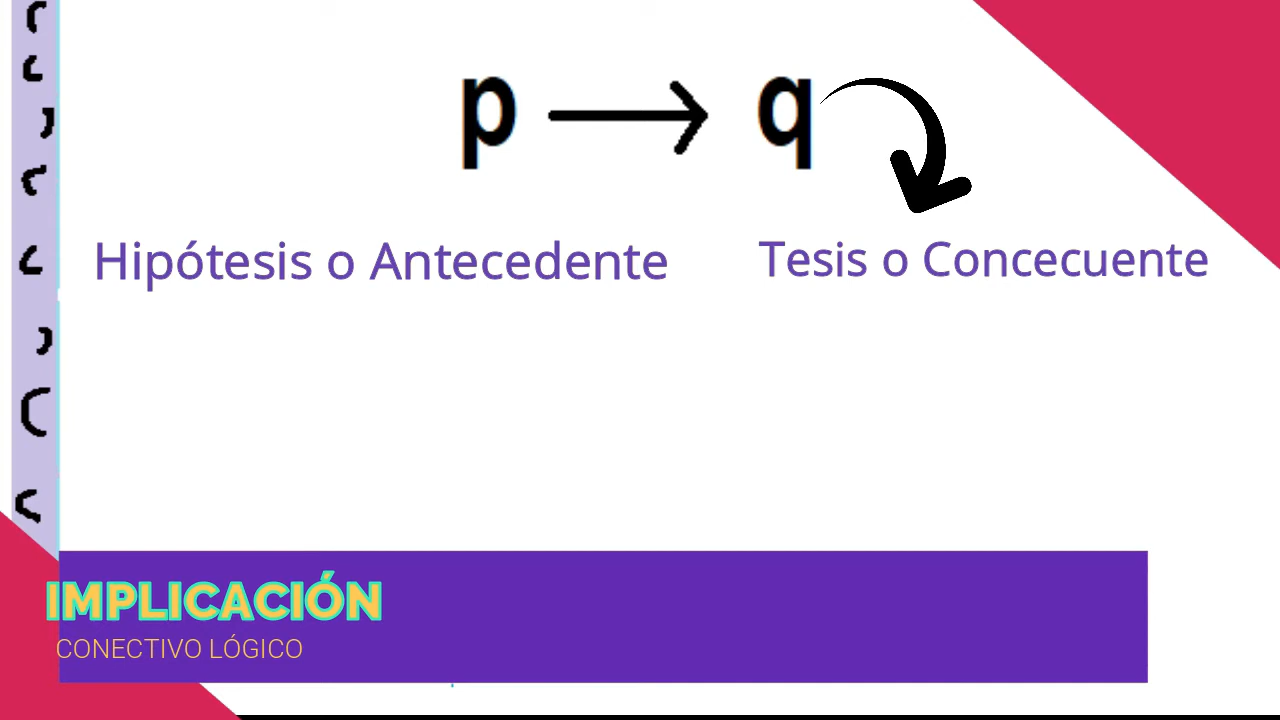 p → q
Hipótesis o Antecedente
Tesis o Concecuente
IMPLICACIÓN
CONECTIVO LÓGICO